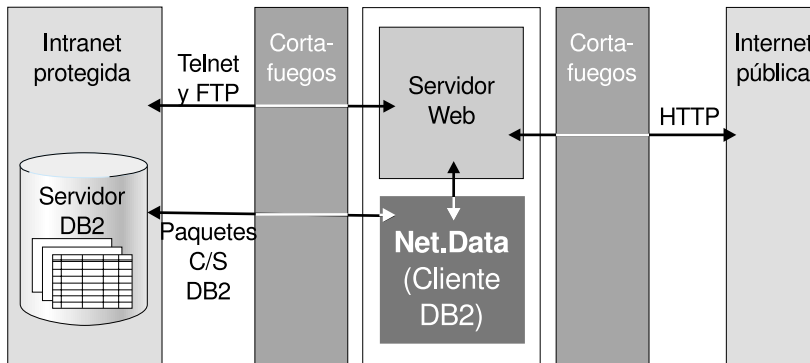 Intranet
protegida
Telnet
y FTP
Corta-
fuegos
Servidor
Web
Corta-
fuegos
HTTP
Internet
pública
Servidor
DB2
Paquetes
C/S
DB2
Net.Data
(Cliente
DB2)